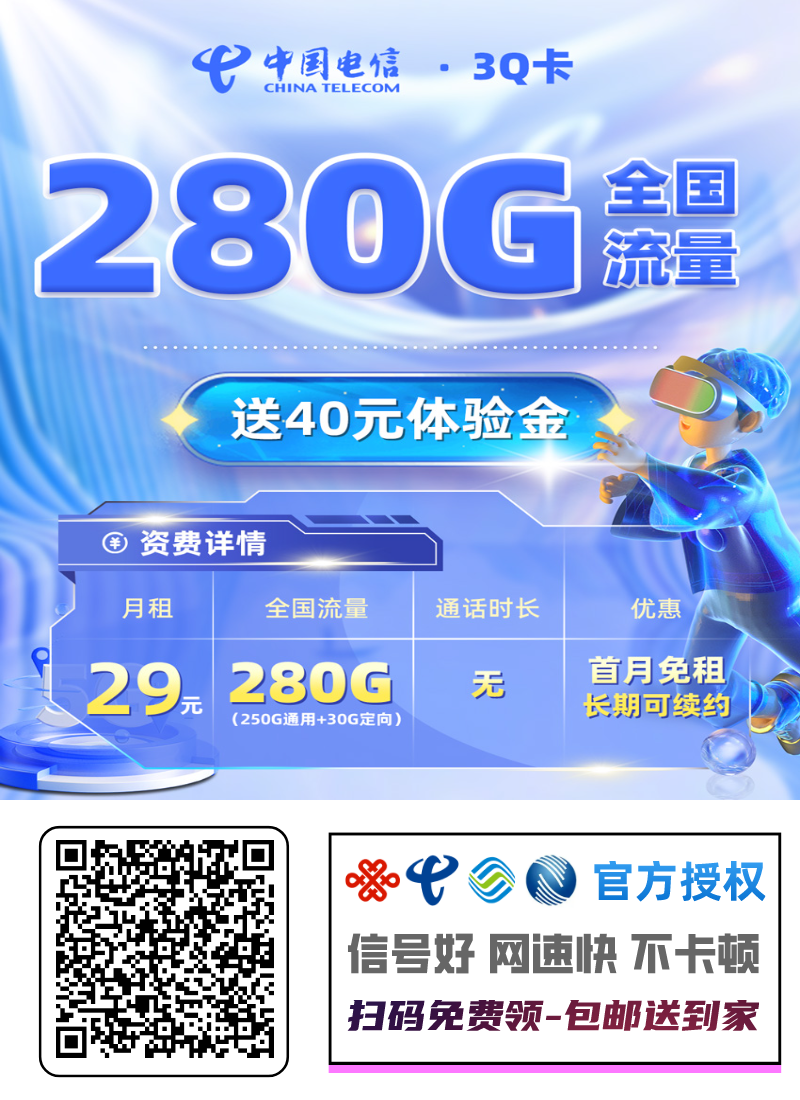 中国电信 · 3Q卡
CHINA TELECOM
280G 全国流量
送40元体验金
资费详情
月租 全国流量 通话时长 优惠
29元 280G 无 首月免租
(250G通用+30G定向) 长期可续约
官方授权
信号好 网速快 不卡顿
扫码免费领-包邮送到家